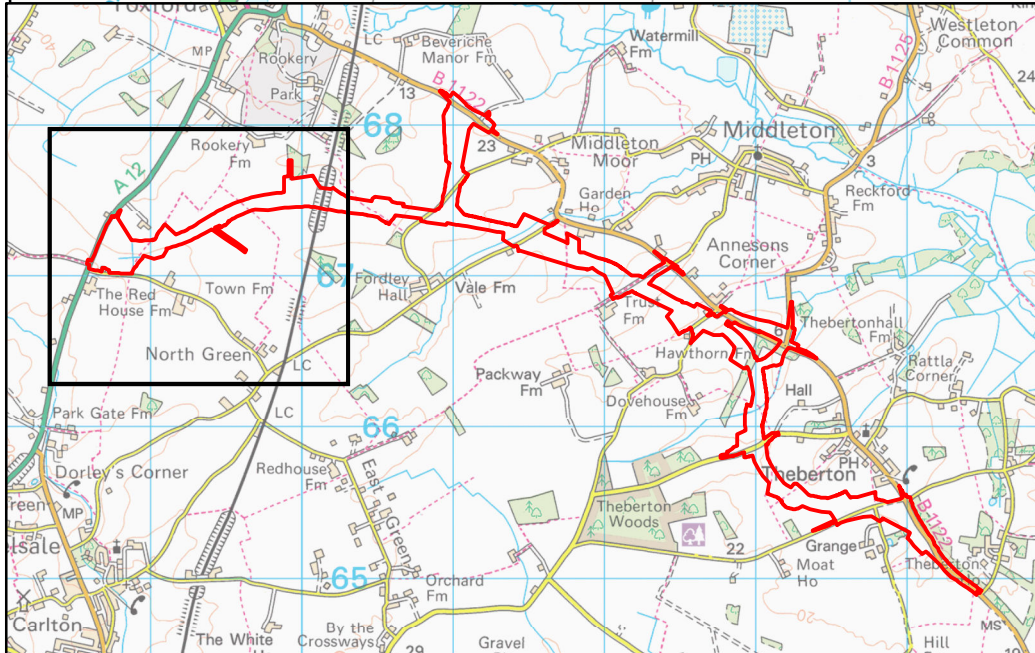 Yoxford
MP
LC
Beveriche
Manor Fm
Rookery
Park
13
B 1122
Watermill
Fm
B 1125
Westleton
Common
24
68
23
Middleton
Moor
Middleton
PH
3
Rookery
Fm
A 12
Garden
Ho
Reckford
Fm
Annesons
Corner
67
The Red
House Fm
Town Fm
Fordley
Hall
Vale Fm
Trust
Fm
6
Thebertonhall
Fm
North Green
LC
Hawthorn Fm
Rattla
Corner
Packway
Fm
Hall
Dovehouse
Fm
Park Gate Fm
LC
66
Dorley's Corner
Redhouse
Fm
East
Green
PH
Theberton
Theberton
Woods
MP
B 1122
22
Grange
Moat
Ho
Theberton
65
Orchard
Fm
Carlton
The White
By the
Crossways
29
Gravel
20
MS
Hill